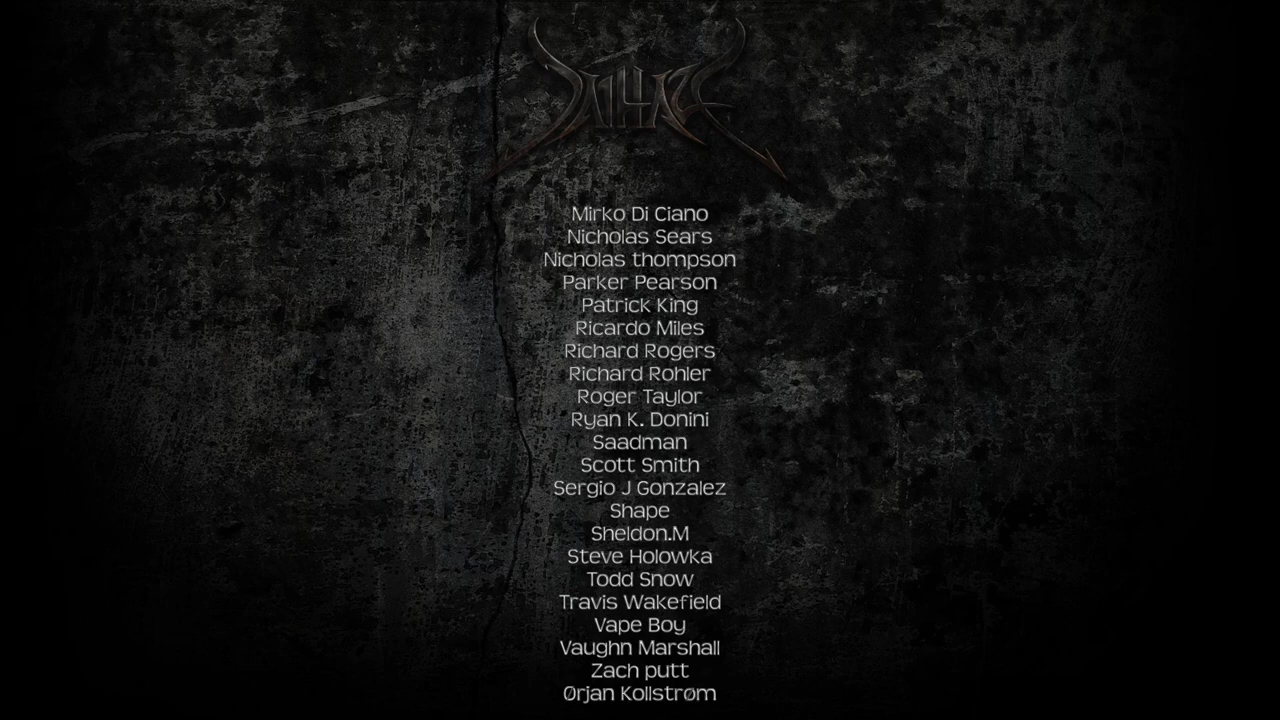 Mirko Di Ciano
Nicholas Sears
Nicholas thompson
Parker Pearson
Patrick King
Ricardo Miles
Richard Rogers
Richard Rohler
Roger Taylor
Ryan K. Donini
Saadman
Scott Smith
Sergio J Gonzalez
Shape
Sheldon.M
Steve Holowka
Todd Snow
Travis Wakefield
Vape Boy
Vaughn Marshall
Zach putt
Ørjan Kollstrøm